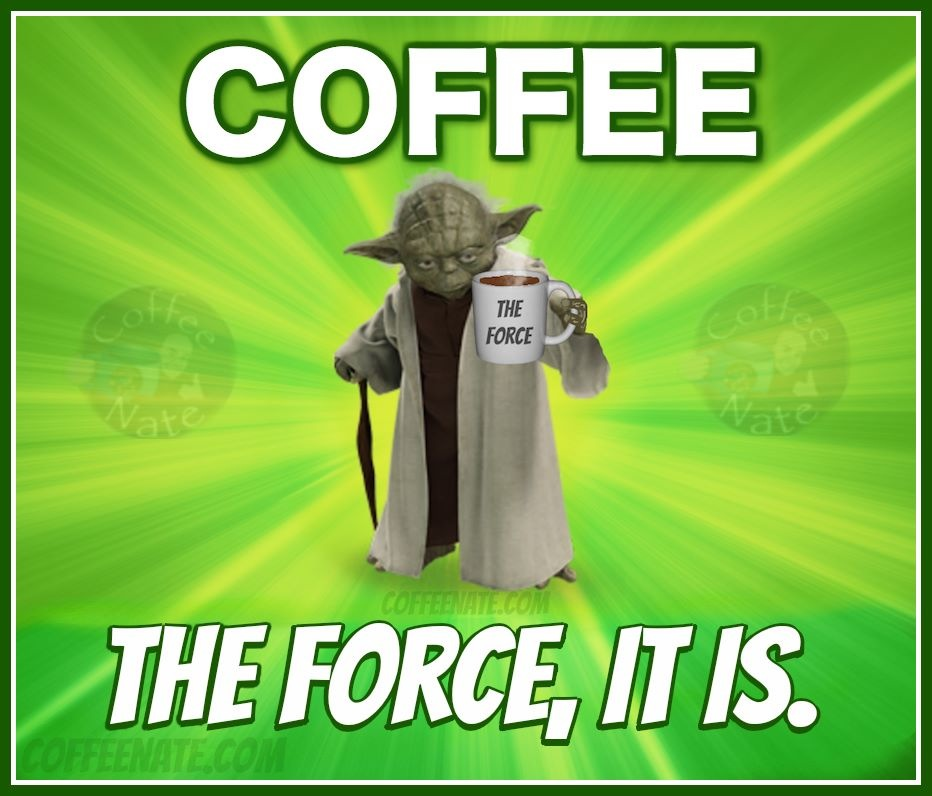 COFFEE
THE
FORCE
Coffee
Nate
Coffee
Nate
COFFEENATE.COM
THE FORCE, IT IS.
COFFEENATE.COM